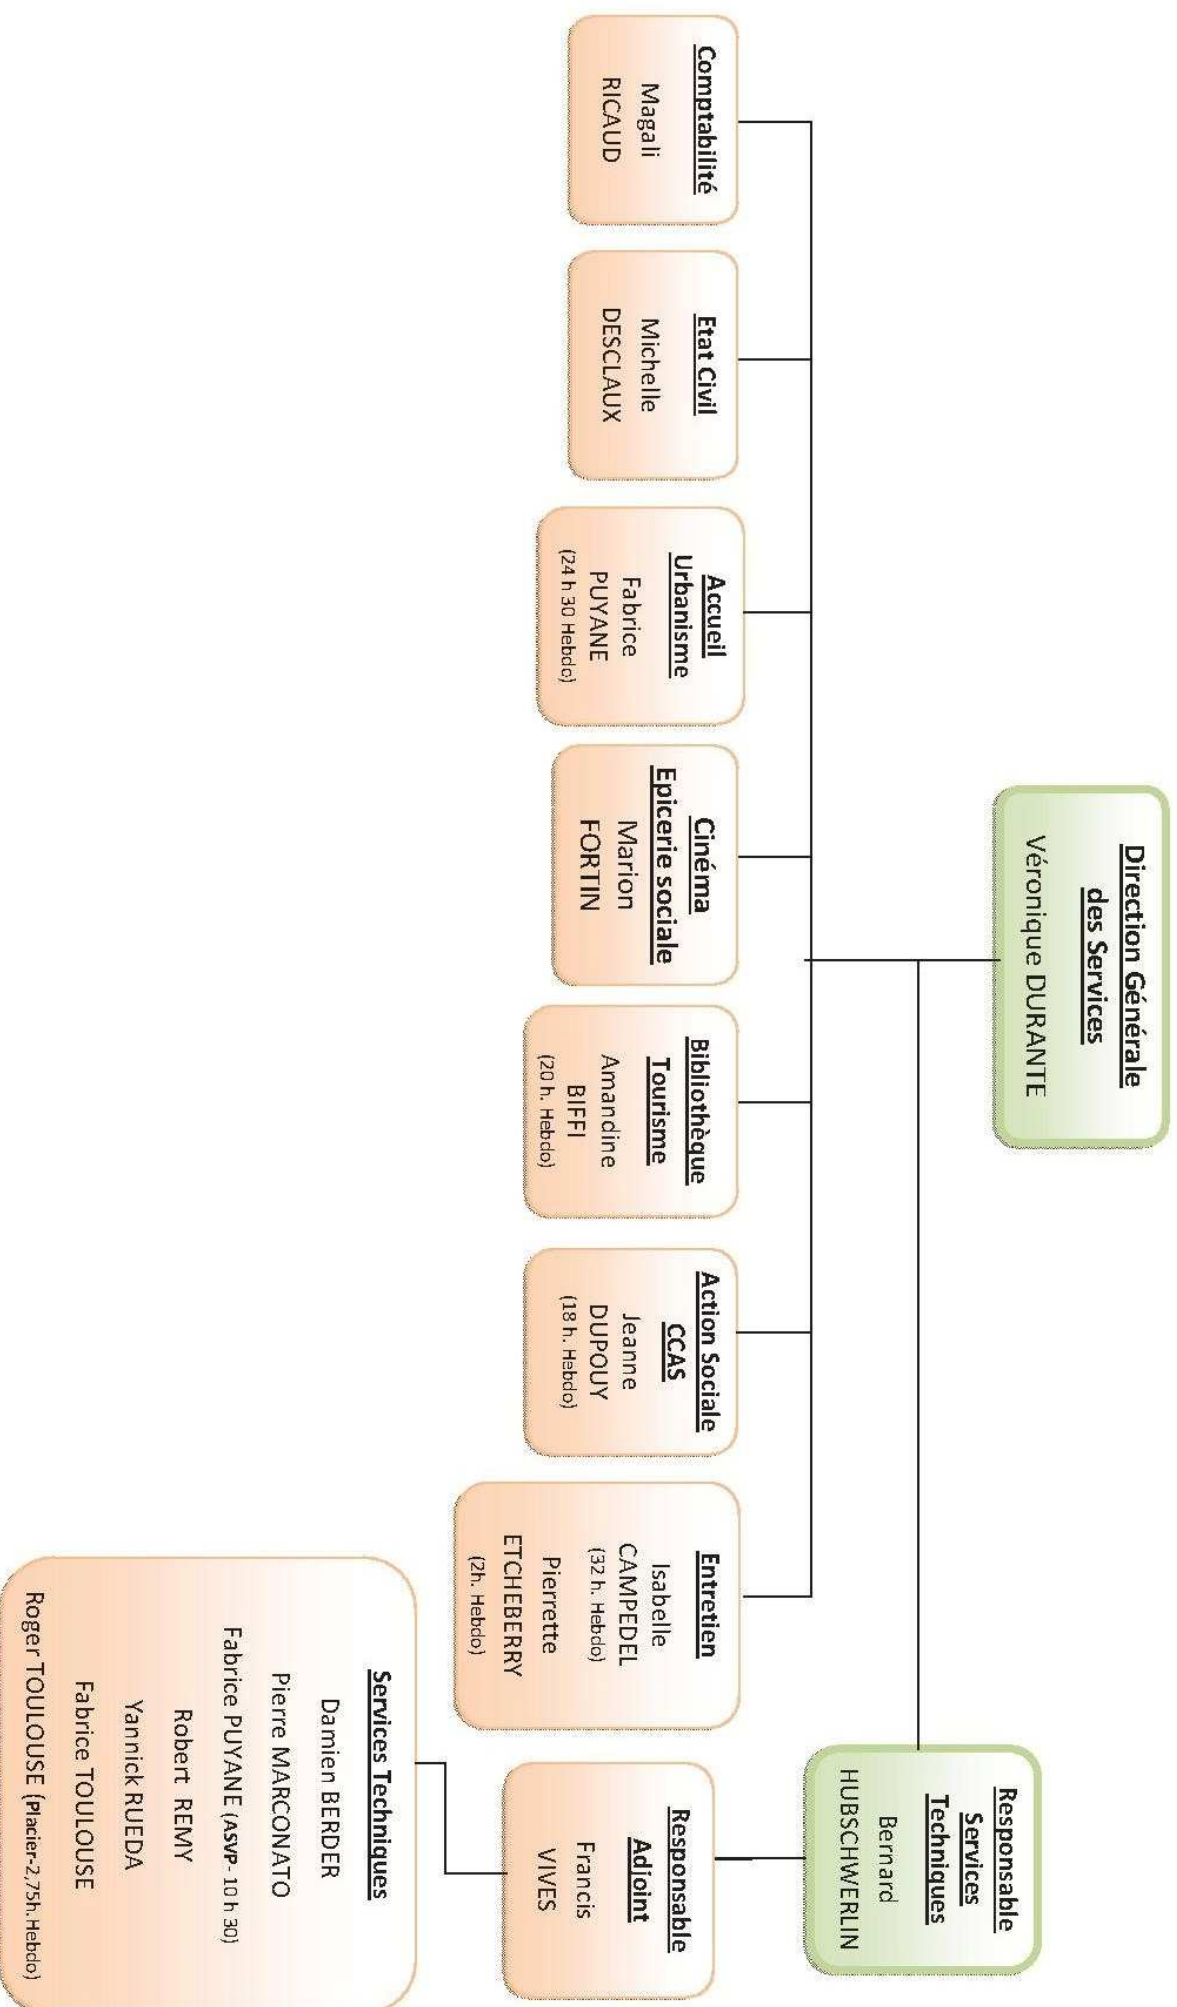 Direction Générale
des Services
Véronique DURANTE
Responsable
Services
Techniques
Bernard
HUBSCHWERLIN
Comptabilité
Magali
RICAUD
Etat Civil
Michelle
DESCLAUX
Accueil
Urbanisme
Fabrice
PUYANE
(24 h 30 Hebdo)
Cinéma
Epicerie sociale
Marion
FORTIN
Bibliothèque
Tourisme
Amandine
BIFFI
(20 h. Hebdo)
Action Sociale
CCAS
Jeanne
DUPOUY
(18 h. Hebdo)
Entretien
Isabelle
CAMPEDEL
(32 h. Hebdo)
Pierrette
ETCHEBERRY
(2h. Hebdo)
Responsable
Adjoint
Francis
VIVES
Services Techniques
Damien BERDER
Pierre MARCONATO
Fabrice PUYANE (ASVP - 10 h 30)
Robert REMY
Yannick RUEDA
Fabrice TOULOUSE
Roger TOULOUSE (Placier-2,75h. Hebdo)